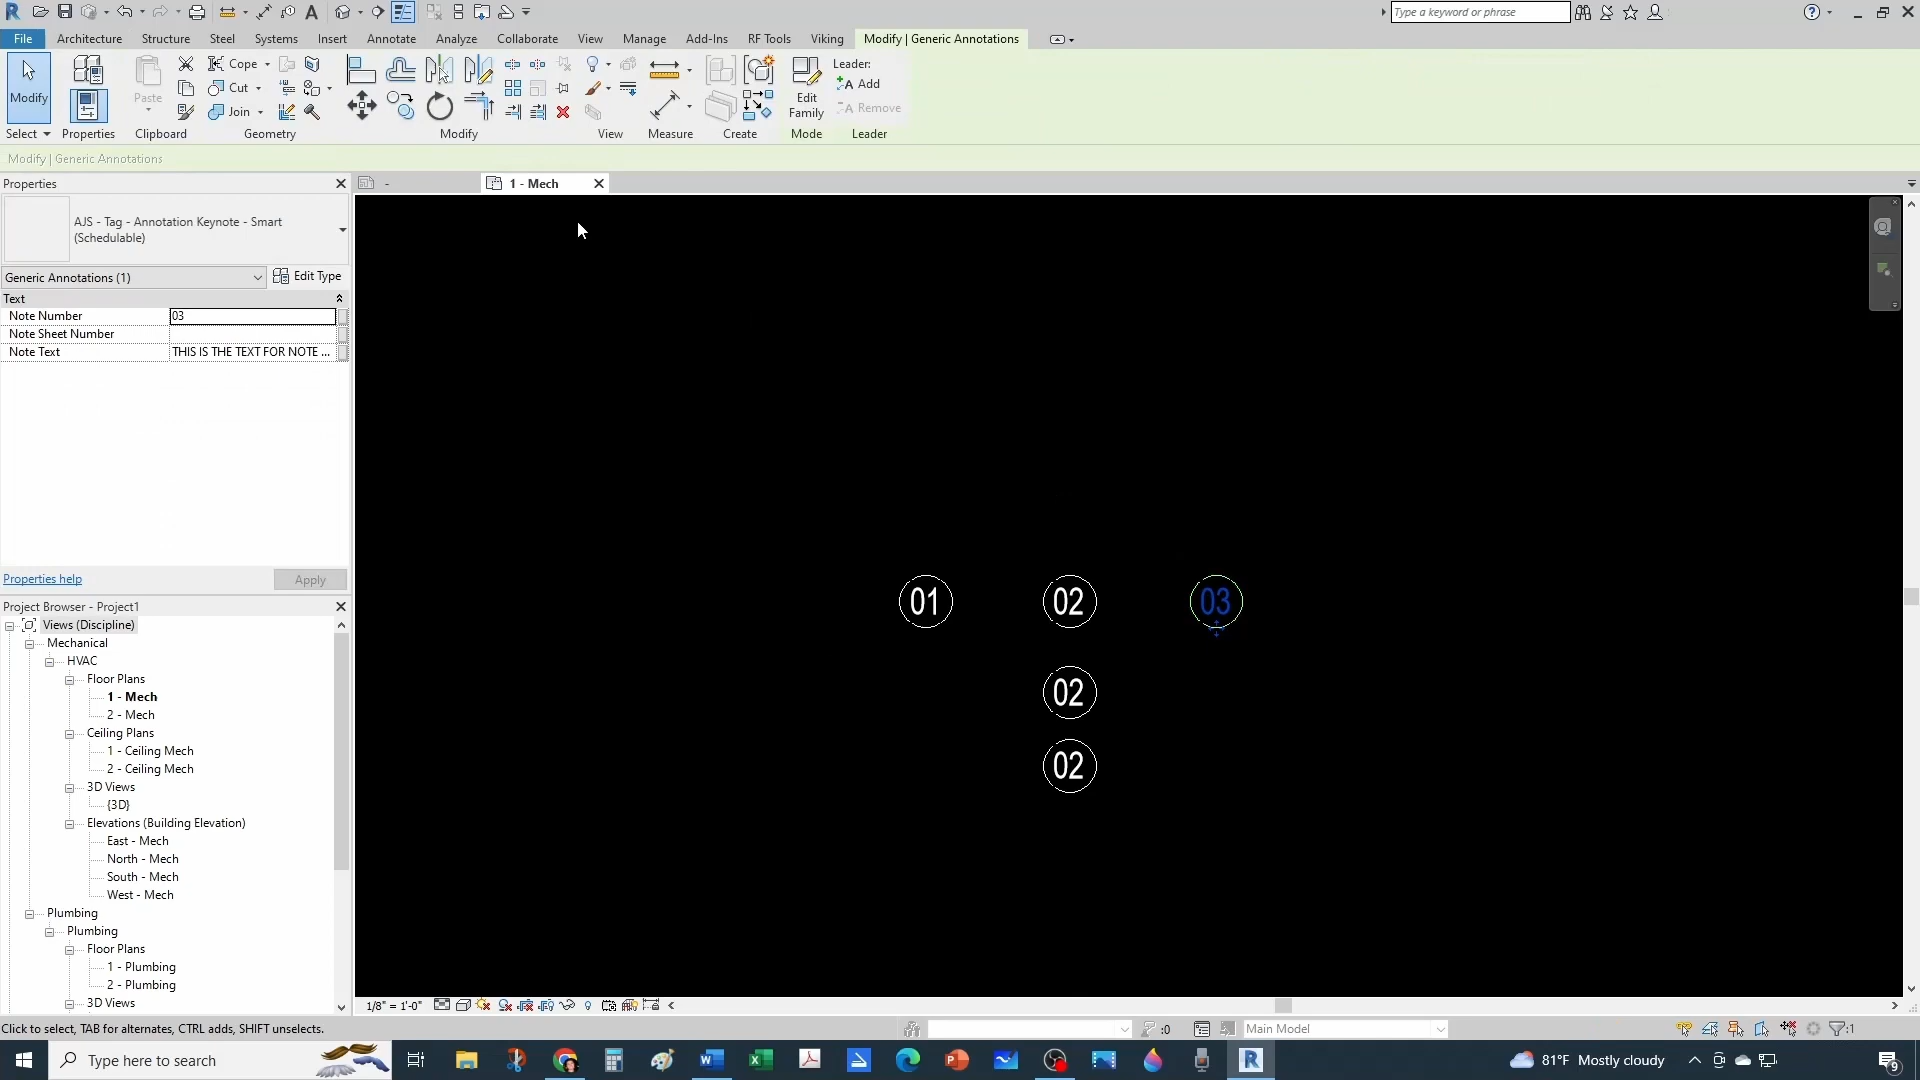 Type a keyword or phrase
File Architecture Structure Steel Systems Insert Annotate Analyze Collaborate View Manage Add-Ins RF Tools Viking Modify | Generic Annotations
Modify
Paste
Cope
Cut
Join
Edit
Family
Leader:
Add
Remove
Select Properties Clipboard Geometry Modify View Measure Create Mode Leader
Modify | Generic Annotations
Properties
- 1 - Mech
AJS - Tag - Annotation Keynote - Smart
(Schedulable)
Generic Annotations (1)
Edit Type
Text
Note Number 03
Note Sheet Number
Note Text THIS IS THE TEXT FOR NOTE ...
Properties help
Apply
Project Browser - Project1
Views (Discipline)
Mechanical
HVAC
Floor Plans
1 - Mech
2 - Mech
Ceiling Plans
1 - Ceiling Mech
2 - Ceiling Mech
3D Views
{3D}
Elevations (Building Elevation)
East - Mech
North - Mech
South - Mech
West - Mech
Plumbing
Plumbing
Floor Plans
1 - Plumbing
2 - Plumbing
3D Views
01 02 03
02
02
1/8" = 1'-0"
Click to select, TAB for alternates, CTRL adds, SHIFT unselects.
:0
Main Model
:1
Type here to search
81°F Mostly cloudy
9